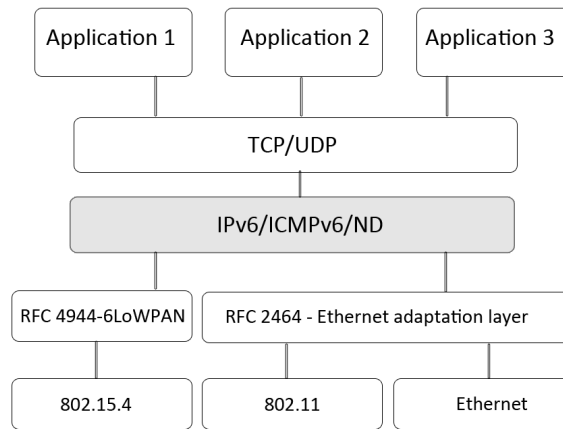 Application 1
Application 2
Application 3
TCP/UDP
IPv6/ICMPv6/ND
RFC 4944-6LoWPAN
RFC 2464 - Ethernet adaptation layer
802.15.4
802.11
Ethernet